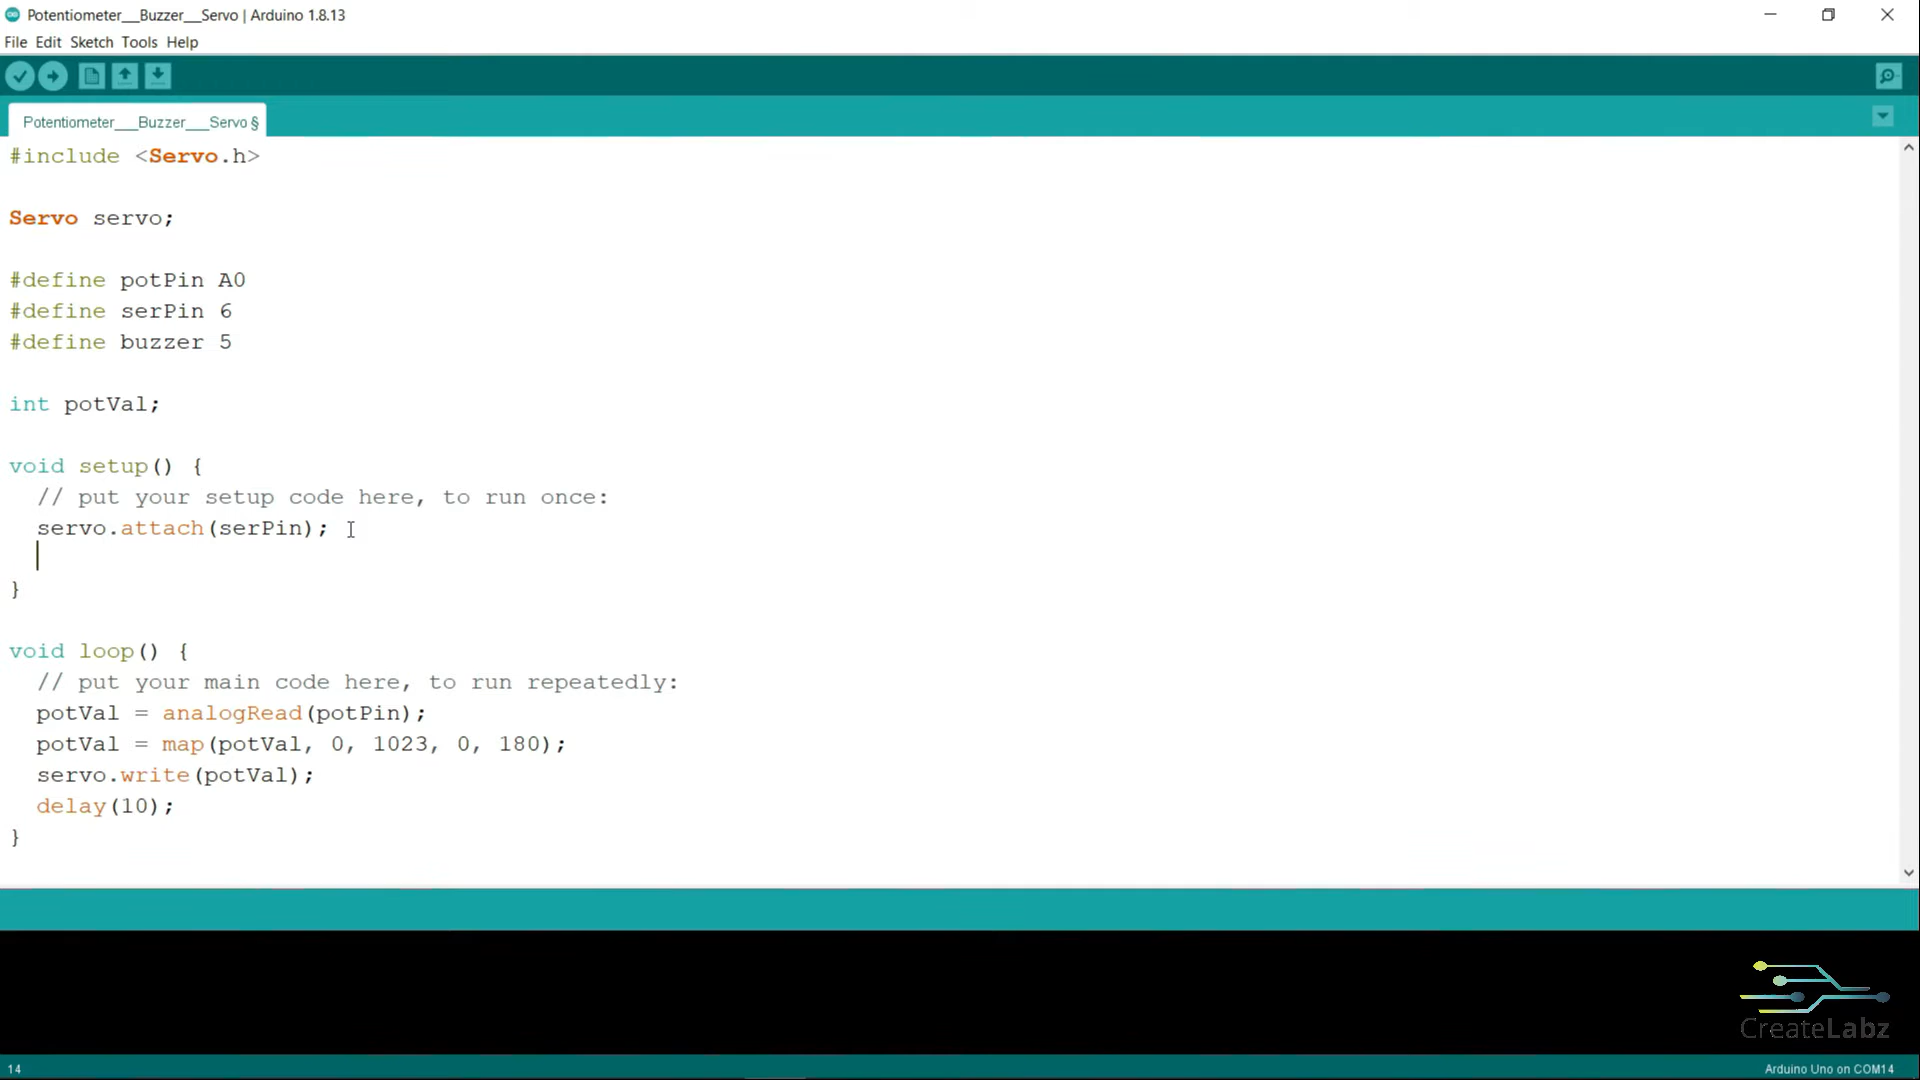 Potentiometer__Buzzer__Servo | Arduino 1.8.13
File Edit Sketch Tools Help
Potentiometer___Buzzer___Servo §
#include <Servo.h>
Servo servo;
#define potPin A0
#define serPin 6
#define buzzer 5
int potVal;
void setup() {
// put your setup code here, to run once:
servo.attach(serPin);
}
void loop() {
// put your main code here, to run repeatedly:
potVal = analogRead(potPin);
potVal = map(potVal, 0, 1023, 0, 180);
servo.write(potVal);
delay(10);
}
CreateLabz
14
Arduino Uno on COM14